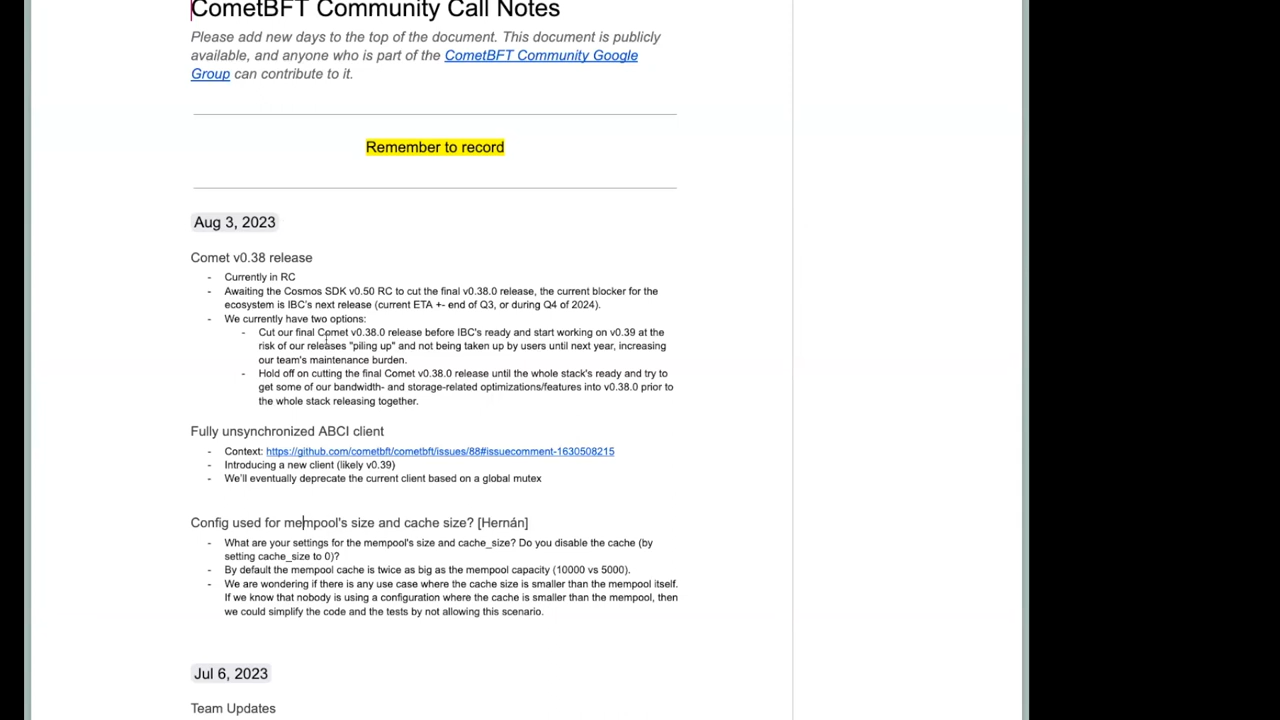 CometBFT Community Call Notes
Please add new days to the top of the document. This document is publicly
available, and anyone who is part of the CometBFT Community Google
Group can contribute to it.
Remember to record
Aug 3, 2023
Comet v0.38 release
- Currently in RC
- Awaiting the Cosmos SDK v0.50 RC to cut the final v0.38.0 release, the current blocker for the
ecosystem is IBC's next release (current ETA +- end of Q3, or during Q4 of 2024).
- We currently have two options:
- Cut our final Comet v0.38.0 release before IBC's ready and start working on v0.39 at the
risk of our releases "piling up" and not being taken up by users until next year, increasing
our team's maintenance burden.
- Hold off on cutting the final Comet v0.38.0 release until the whole stack's ready and try to
get some of our bandwidth- and storage-related optimizations/features into v0.38.0 prior to
the whole stack releasing together.
Fully unsynchronized ABCI client
- Context: https://github.com/cometbft/cometbft/issues/88#issuecomment-1630508215
- Introducing a new client (likely v0.39)
- We'll eventually deprecate the current client based on a global mutex
Config used for mempool's size and cache size? [Hernán]
- What are your settings for the mempool's size and cache_size? Do you disable the cache (by
setting cache_size to 0)?
- By default the mempool cache is twice as big as the mempool capacity (10000 vs 5000).
- We are wondering if there is any use case where the cache size is smaller than the mempool itself.
If we know that nobody is using a configuration where the cache is smaller than the mempool, then
we could simplify the code and the tests by not allowing this scenario.
Jul 6, 2023
Team Updates